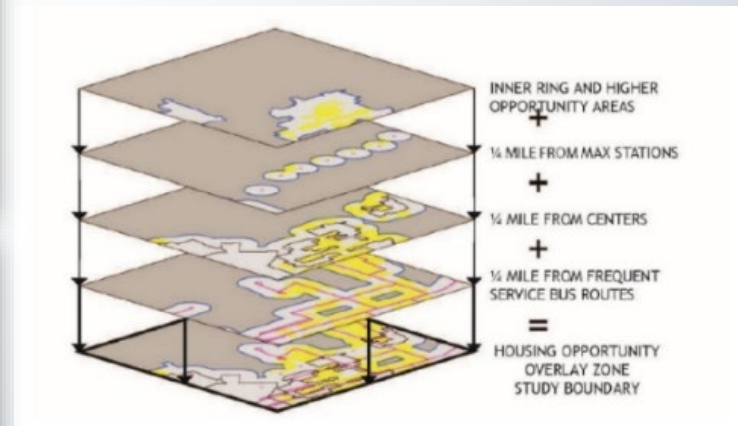 INNER RING AND HIGHER
OPPORTUNITY AREAS
+
¼ MILE FROM MAX STATIONS
+
¼ MILE FROM CENTERS
+
¼ MILE FROM FREQUENT
SERVICE BUS ROUTES
=
HOUSING OPPORTUNITY
OVERLAY ZONE
STUDY BOUNDARY